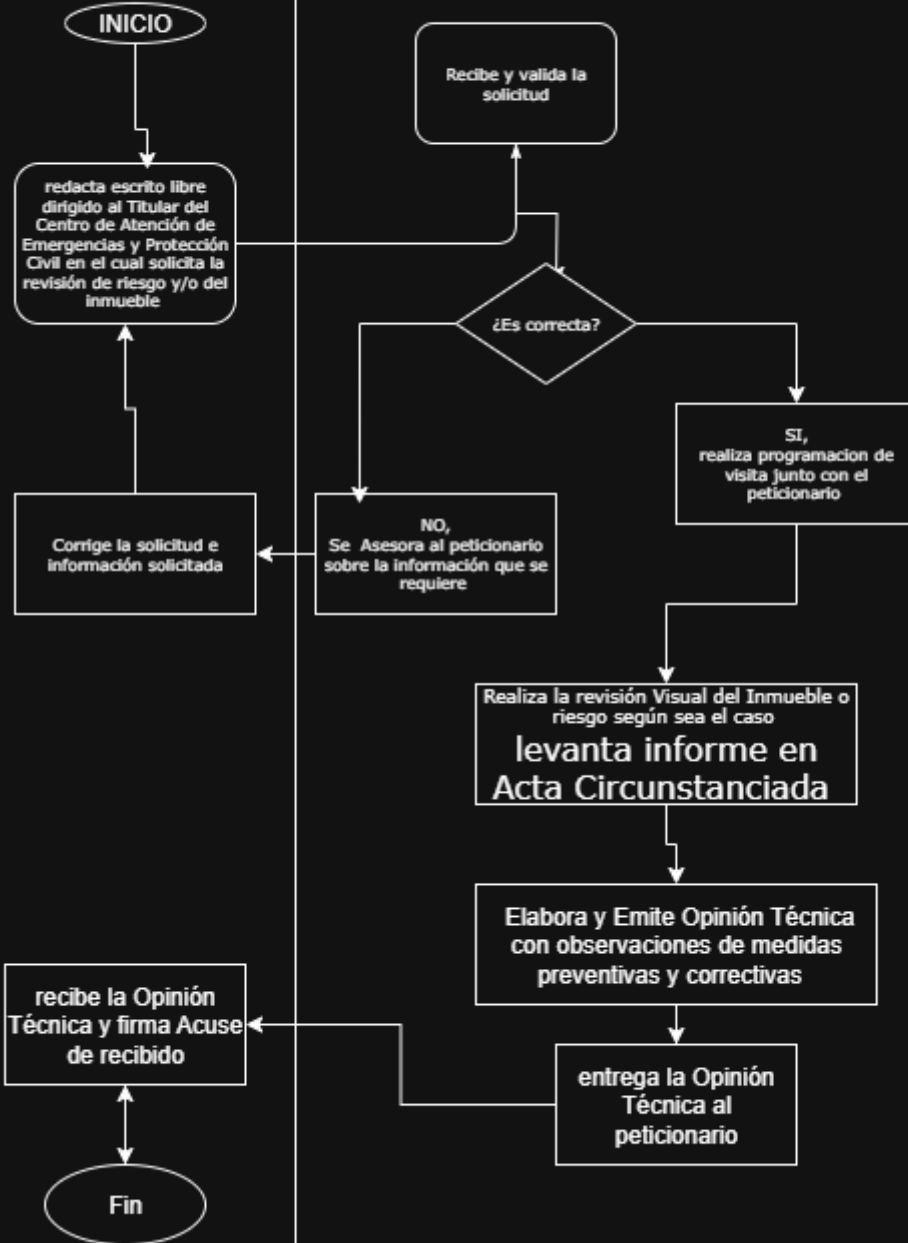 INICIO
Recibe y valida la
solicitud
redacta escrito libre
dirigido al Titular del
Centro de Atención de
Emergencias y Protección
Civil en el cual solicita la
revisión de riesgo y/o del
inmueble
¿Es correcta?
SI,
realiza programacion de
visita junto con el
peticionario
NO,
Se Asesora al peticionario
sobre la información que se
requiere
Corrige la solicitud e
información solicitada
Realiza la revisión Visual del Inmueble o
riesgo según sea el caso
levanta informe en
Acta Circunstanciada
Elabora y Emite Opinión Técnica
con observaciones de medidas
preventivas y correctivas
entrega la Opinión
Técnica al
peticionario
recibe la Opinión
Técnica y firma Acuse
de recibido
Fin